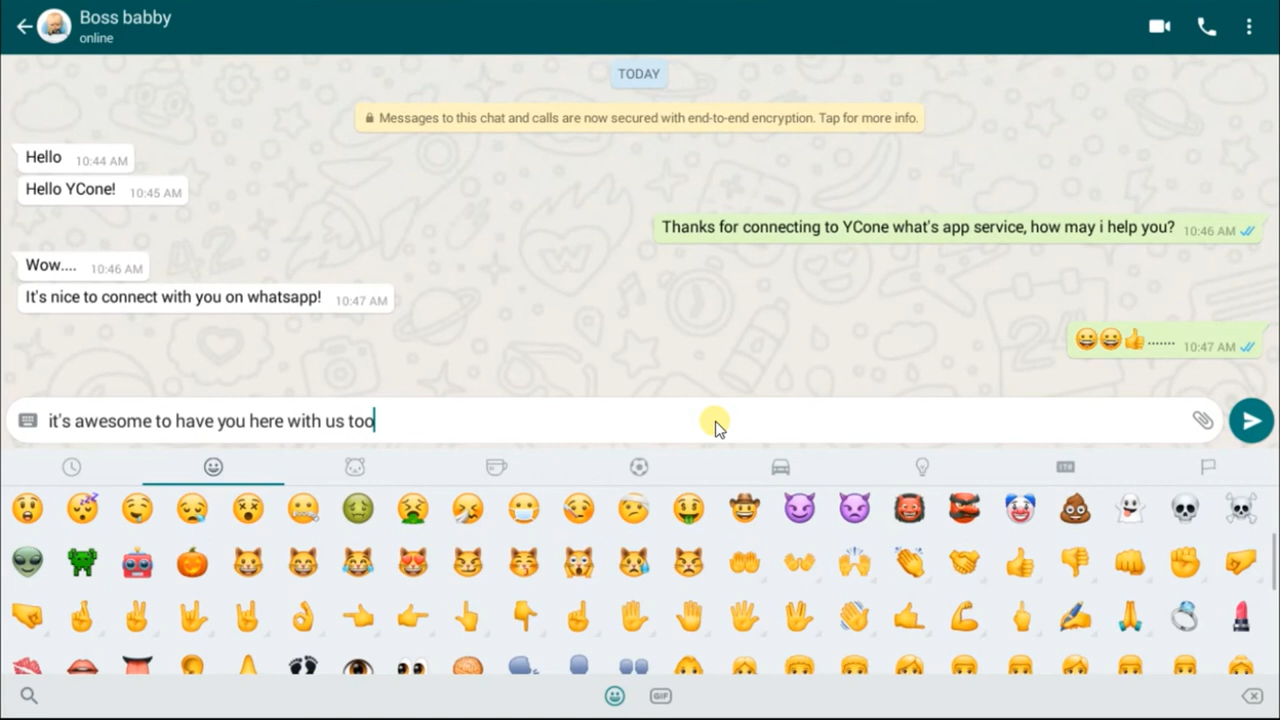 Boss babby
online
TODAY
Messages to this chat and calls are now secured with end-to-end encryption. Tap for more info.
Hello 10:44 AM
Hello YCone! 10:45 AM
Thanks for connecting to YCone what's app service, how may i help you? 10:46 AM
Wow.... 10:46 AM
It's nice to connect with you on whatsapp! 10:47 AM
😀😀👍....... 10:47 AM
it's awesome to have you here with us too
GIF